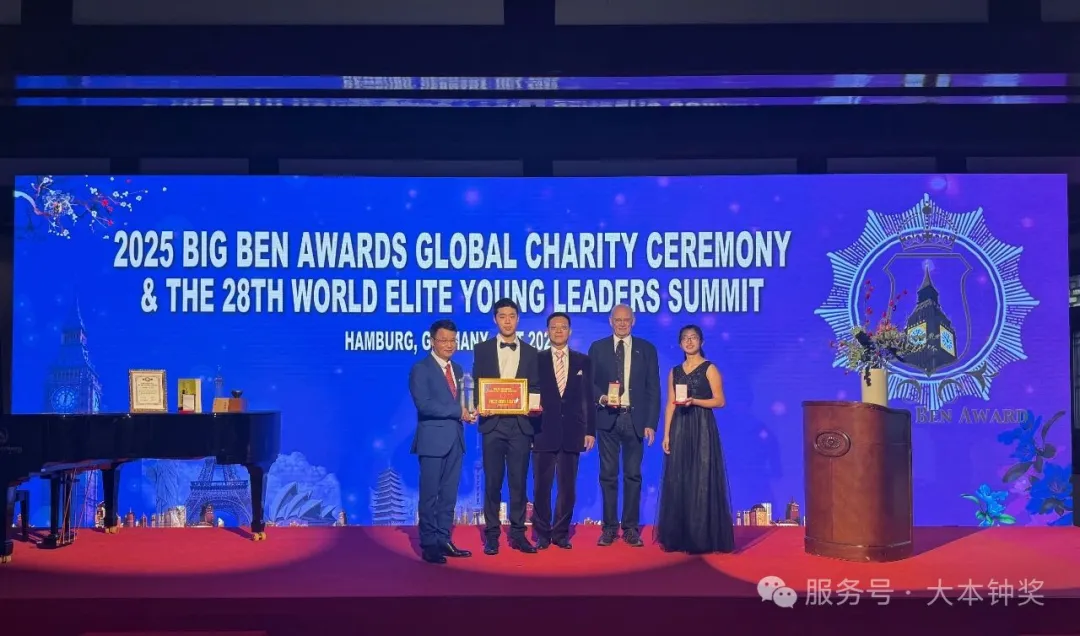 2025 BIG BEN AWARDS GLOBAL CHARITY CEREMONY
& THE 28TH WORLD ELITE YOUNG LEADERS SUMMIT
HAMBURG,
BEN AWARD
服务号 · 大本钟奖